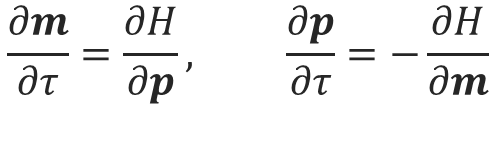 ∂𝒎/∂τ = ∂H/∂𝒑 ,    ∂𝒑/∂τ = − ∂H/∂𝒎